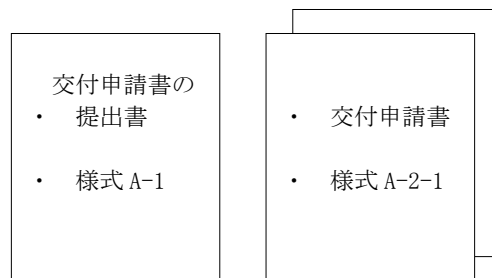 交付申請書の
・ 提出書
・ 様式 A-1
・ 交付申請書
・ 様式 A-2-1